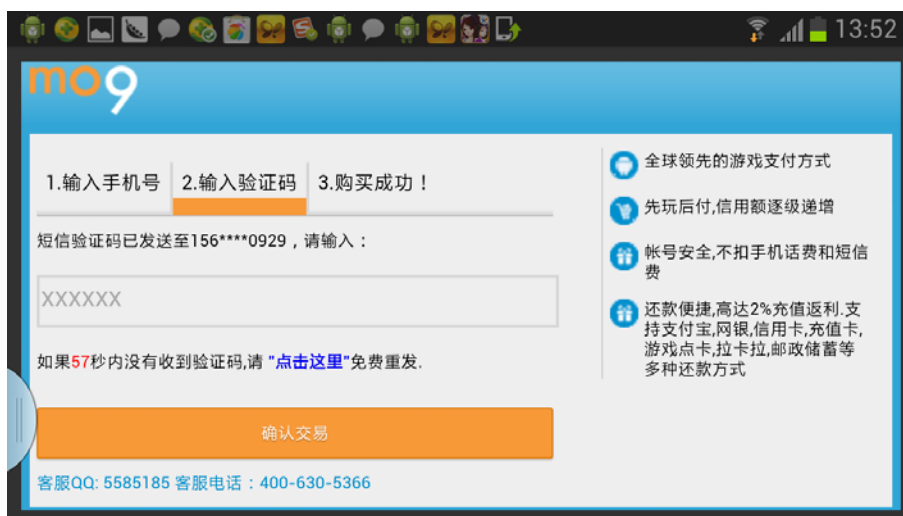 13:52
mo9
1.输入手机号 2.输入验证码 3.购买成功！
短信验证码已发送至156****0929，请输入：
XXXXXX
如果57秒内没有收到验证码,请 "点击这里"免费重发.
确认交易
客服QQ: 5585185 客服电话：400-630-5366
全球领先的游戏支付方式
先玩后付,信用额逐级递增
帐号安全,不扣手机话费和短信
费
还款便捷,高达2%充值返利.支
持支付宝,网银,信用卡,充值卡,
游戏点卡,拉卡拉,邮政储蓄等
多种还款方式